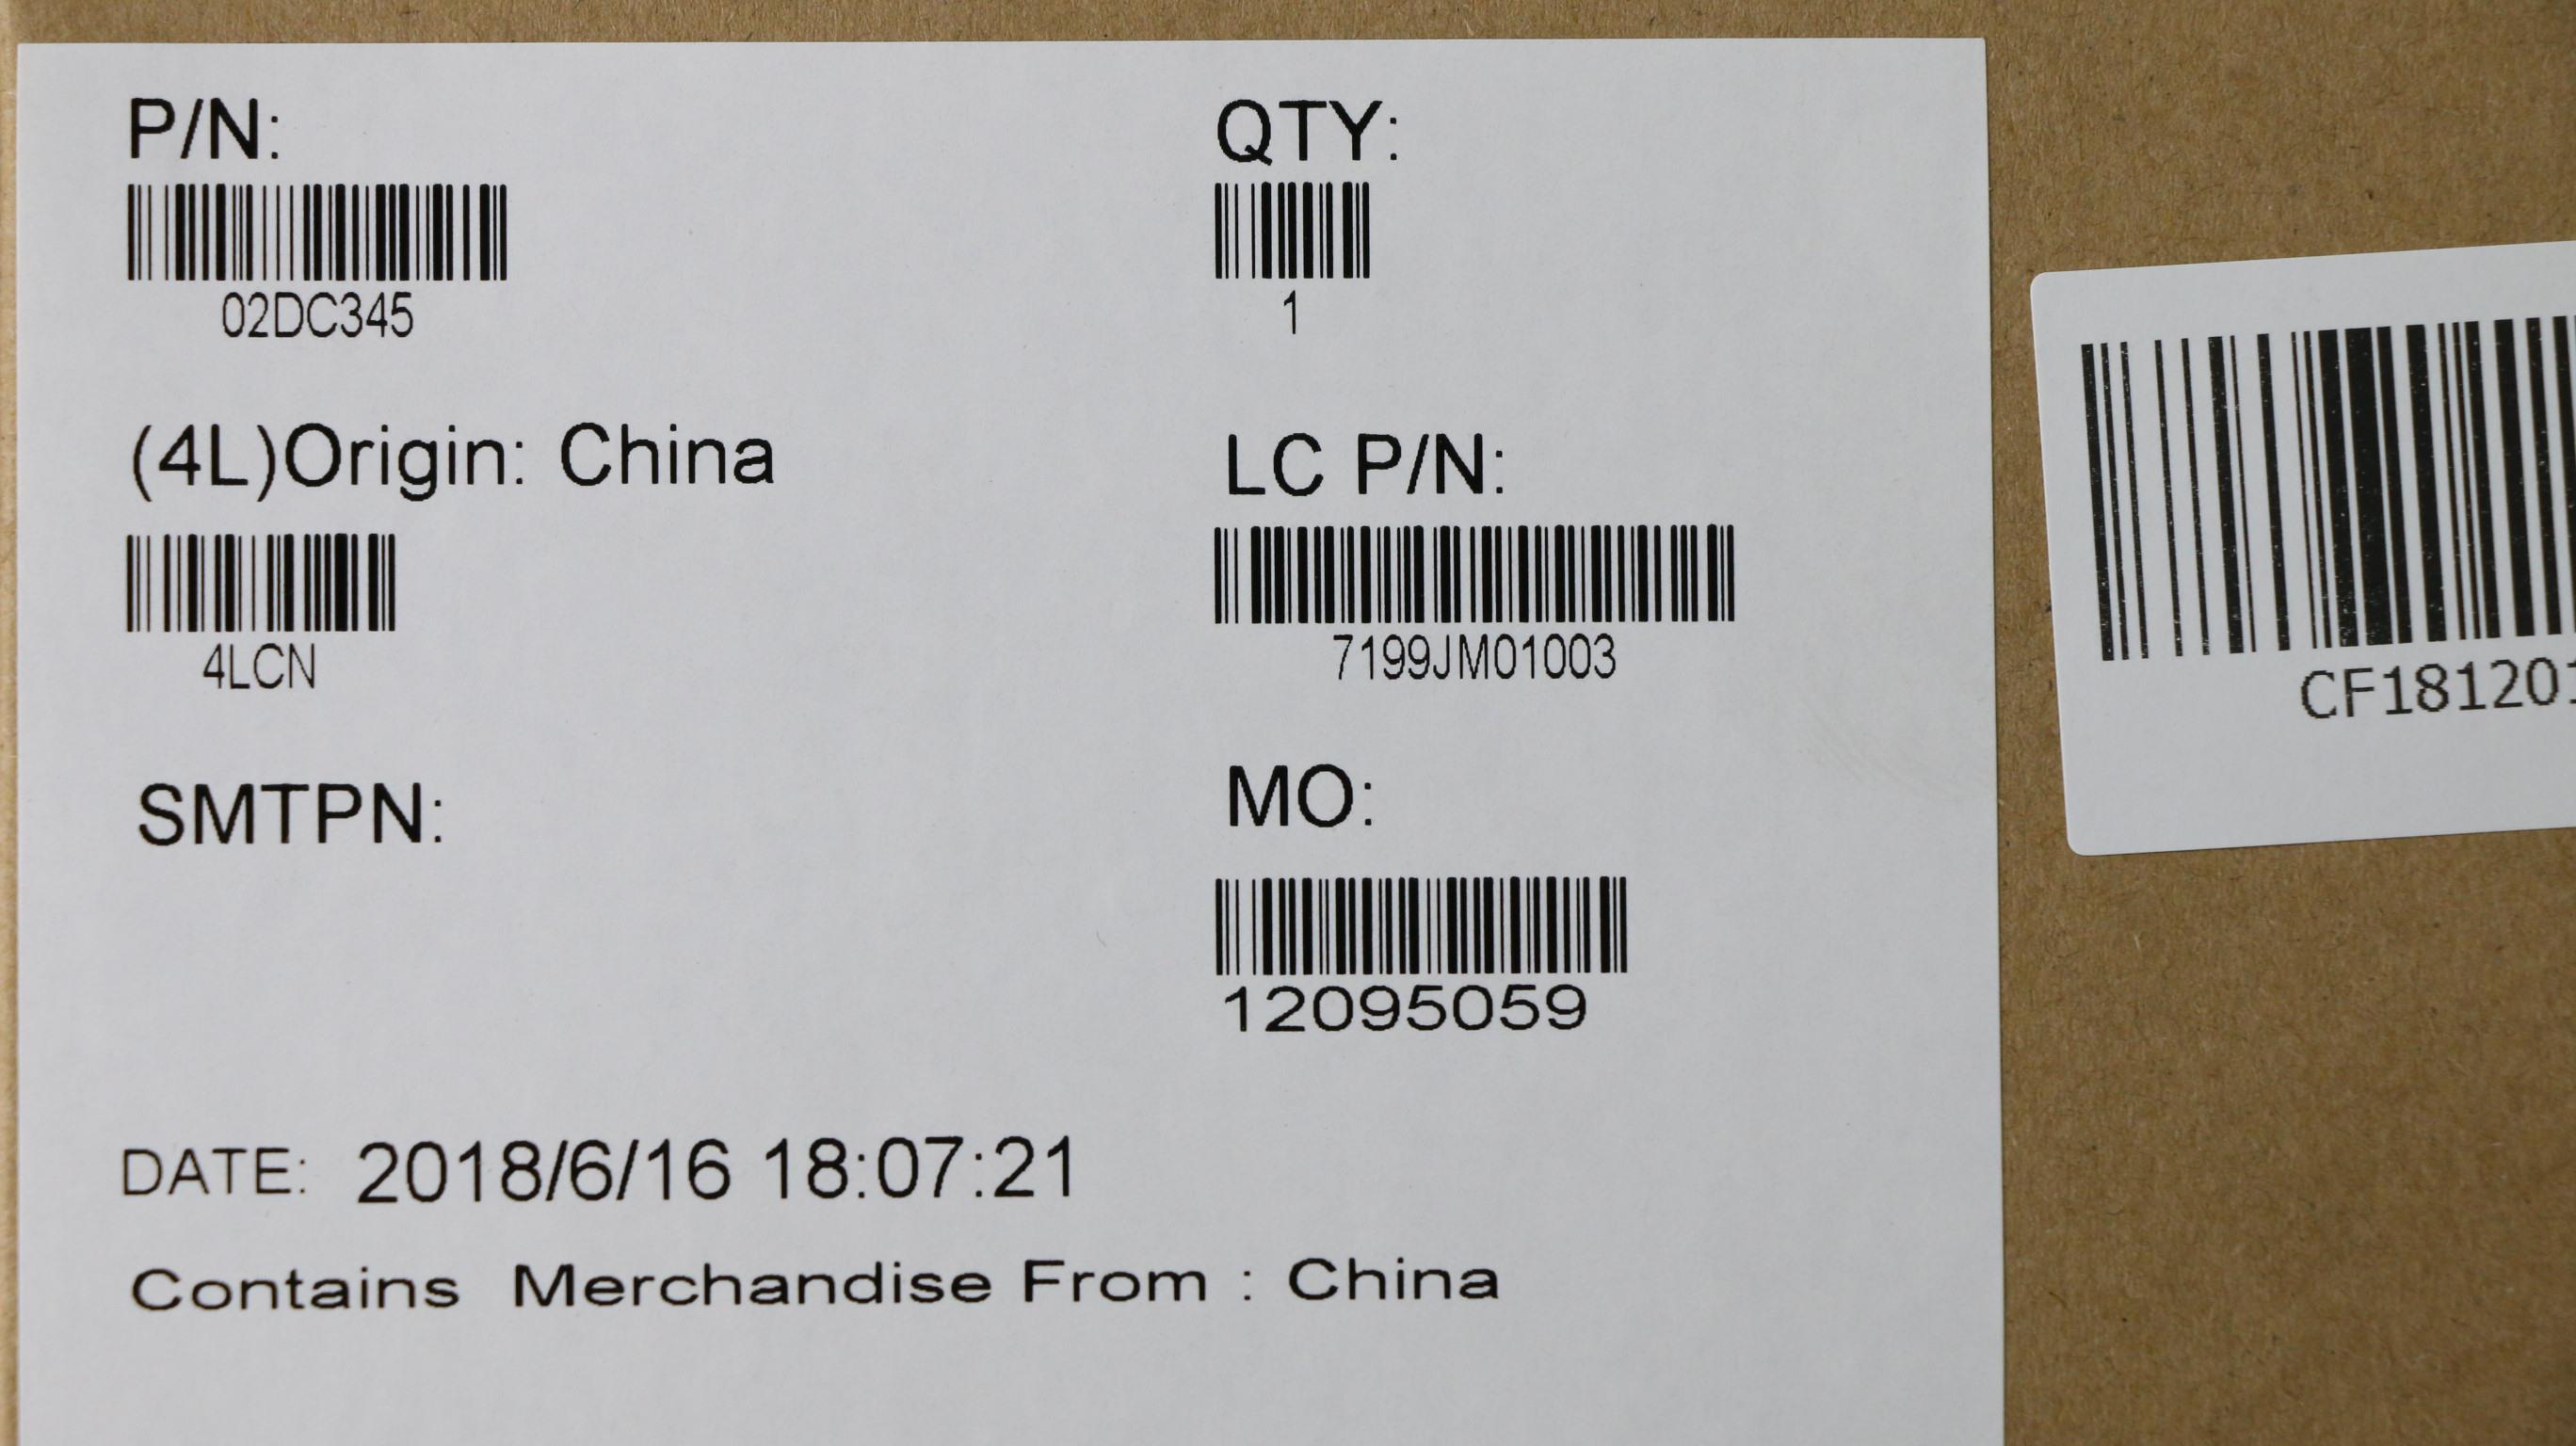 P/N:
02DC345
QTY:
1
(4L)Origin: China
4LCN
LC P/N:
7199JM01003
SMTPN:
MO:
12095059
DATE: 2018/6/16 18:07:21
Contains Merchandise From : China
CF181201